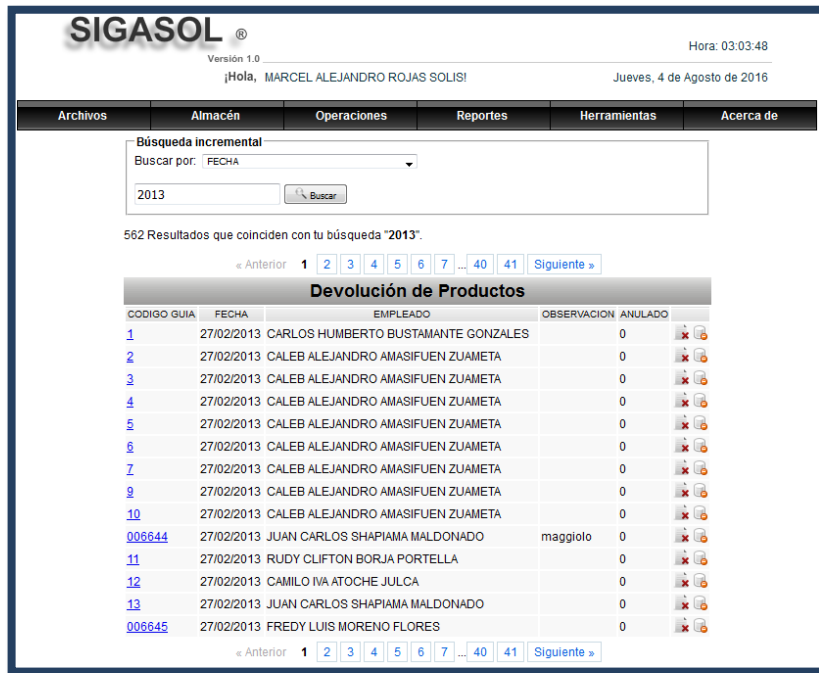 SIGASOL ®
Versión 1.0
Hora: 03:03:48
¡Hola, MARCEL ALEJANDRO ROJAS SOLIS!
Jueves, 4 de Agosto de 2016
Archivos Almacén Operaciones Reportes Herramientas Acerca de
Búsqueda incremental
Buscar por: FECHA
2013 Buscar
562 Resultados que coinciden con tu búsqueda "2013".
« Anterior 1 2 3 4 5 6 7 ... 40 41 Siguiente »
Devolución de Productos
CODIGO GUIA FECHA EMPLEADO OBSERVACION ANULADO
1 27/02/2013 CARLOS HUMBERTO BUSTAMANTE GONZALES 0
2 27/02/2013 CALEB ALEJANDRO AMASIFUEN ZUAMETA 0
3 27/02/2013 CALEB ALEJANDRO AMASIFUEN ZUAMETA 0
4 27/02/2013 CALEB ALEJANDRO AMASIFUEN ZUAMETA 0
5 27/02/2013 CALEB ALEJANDRO AMASIFUEN ZUAMETA 0
6 27/02/2013 CALEB ALEJANDRO AMASIFUEN ZUAMETA 0
7 27/02/2013 CALEB ALEJANDRO AMASIFUEN ZUAMETA 0
9 27/02/2013 CALEB ALEJANDRO AMASIFUEN ZUAMETA 0
10 27/02/2013 CALEB ALEJANDRO AMASIFUEN ZUAMETA 0
006644 27/02/2013 JUAN CARLOS SHAPIAMA MALDONADO maggiolo 0
11 27/02/2013 RUDY CLIFTON BORJA PORTELLA 0
12 27/02/2013 CAMILO IVA ATOCHE JULCA 0
13 27/02/2013 JUAN CARLOS SHAPIAMA MALDONADO 0
006645 27/02/2013 FREDY LUIS MORENO FLORES 0
« Anterior 1 2 3 4 5 6 7 ... 40 41 Siguiente »